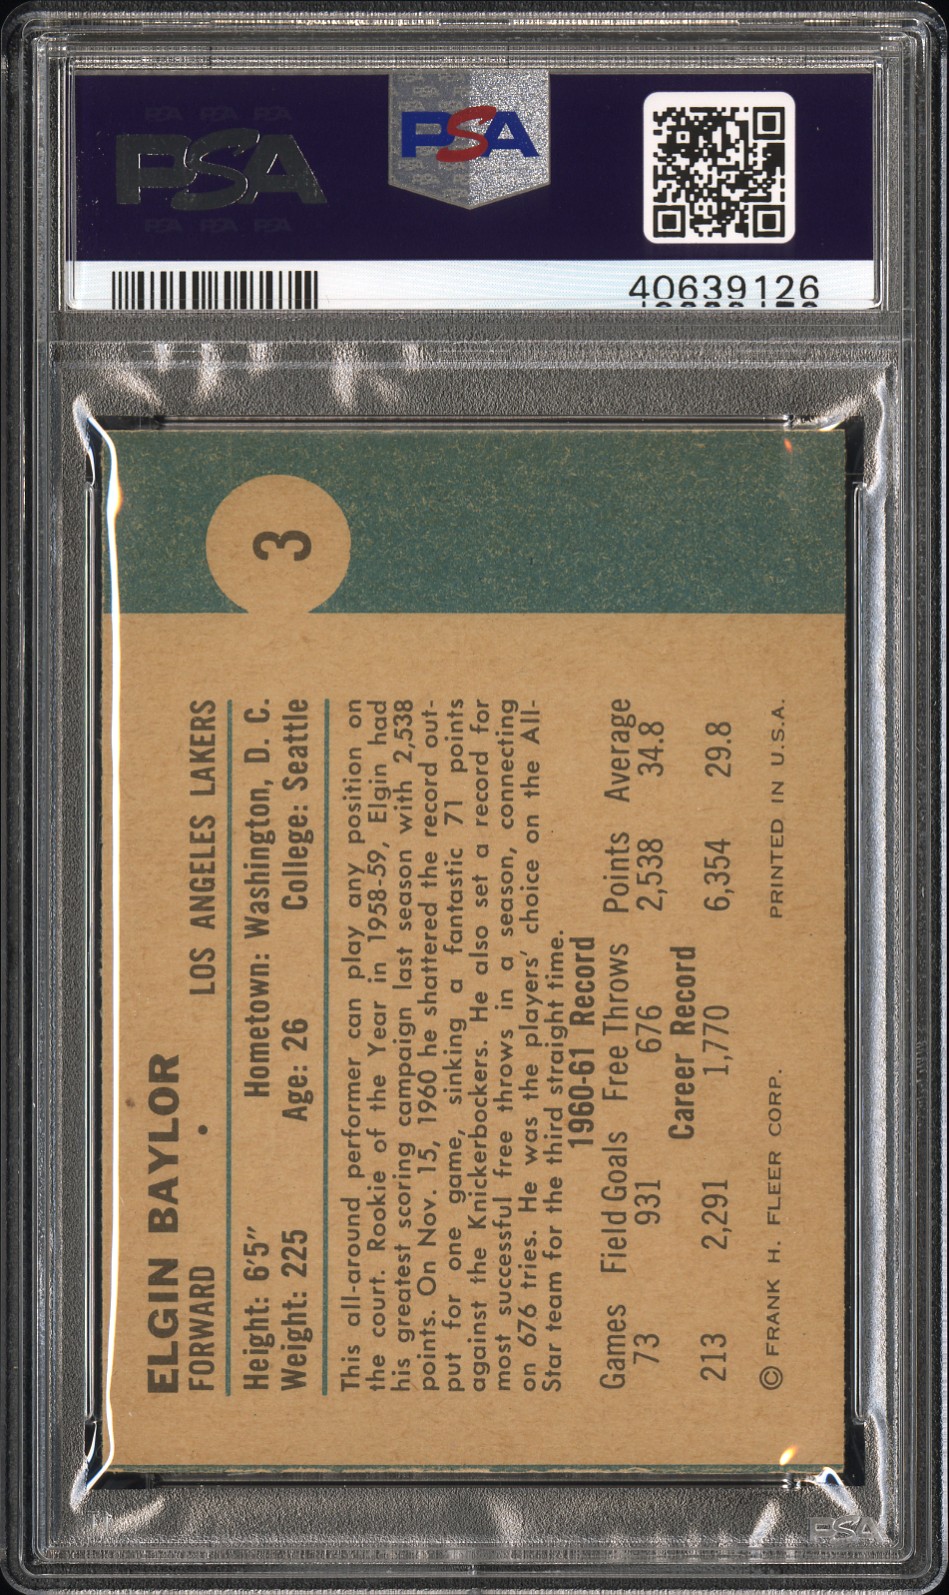 PSA PSA PSA
PSA
PSA PSA PSA
PSA
40639126
3
ELGIN BAYLOR
FORWARD • LOS ANGELES LAKERS
Height: 6'5" Hometown: Washington, D. C.
Weight: 225 Age: 26 College: Seattle
This all-around performer can play any position on
the court. Rookie of the Year in 1958-59, Elgin had
his greatest scoring campaign last season with 2,538
points. On Nov. 15, 1960 he shattered the record out-
put for one game, sinking a fantastic 71 points
against the Knickerbockers. He also set a record for
most successful free throws in a season, connecting
on 676 tries. He was the players' choice on the All-
Star team for the third straight time.
1960-61 Record
Games Field Goals Free Throws Points Average
73 931 676 2,538 34.8
Career Record
213 2,291 1,770 6,354 29.8
© FRANK H. FLEER CORP. PRINTED IN U.S.A.
PSA